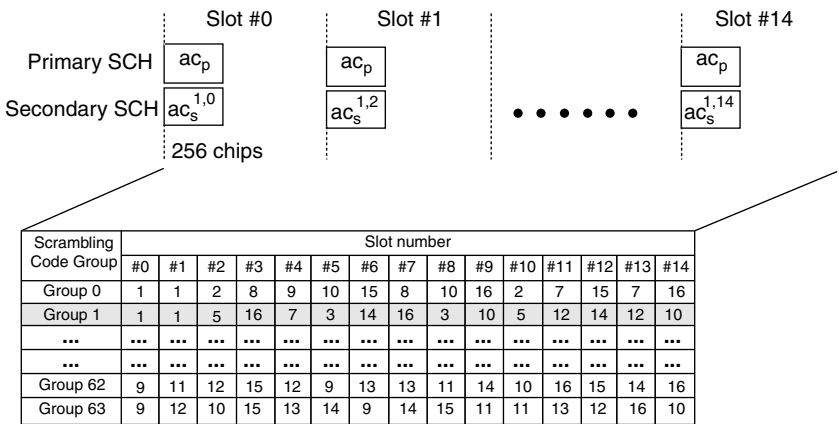 Slot #0 Slot #1 Slot #14
Primary SCH ac_p ac_p ac_p
Secondary SCH ac_s^1,0 ac_s^1,2 ac_s^1,14
256 chips
Scrambling Code Group Slot number
#0 #1 #2 #3 #4 #5 #6 #7 #8 #9 #10 #11 #12 #13 #14
Group 0 1 1 2 8 9 10 15 8 10 16 2 7 15 7 16
Group 1 1 1 5 16 7 3 14 16 3 10 5 12 14 12 10
... ... ... ... ... ... ... ... ... ... ... ... ... ... ... ...
... ... ... ... ... ... ... ... ... ... ... ... ... ... ... ...
Group 62 9 11 12 15 12 9 13 13 11 14 10 16 15 14 16
Group 63 9 12 10 15 13 14 9 14 15 11 11 13 12 16 10